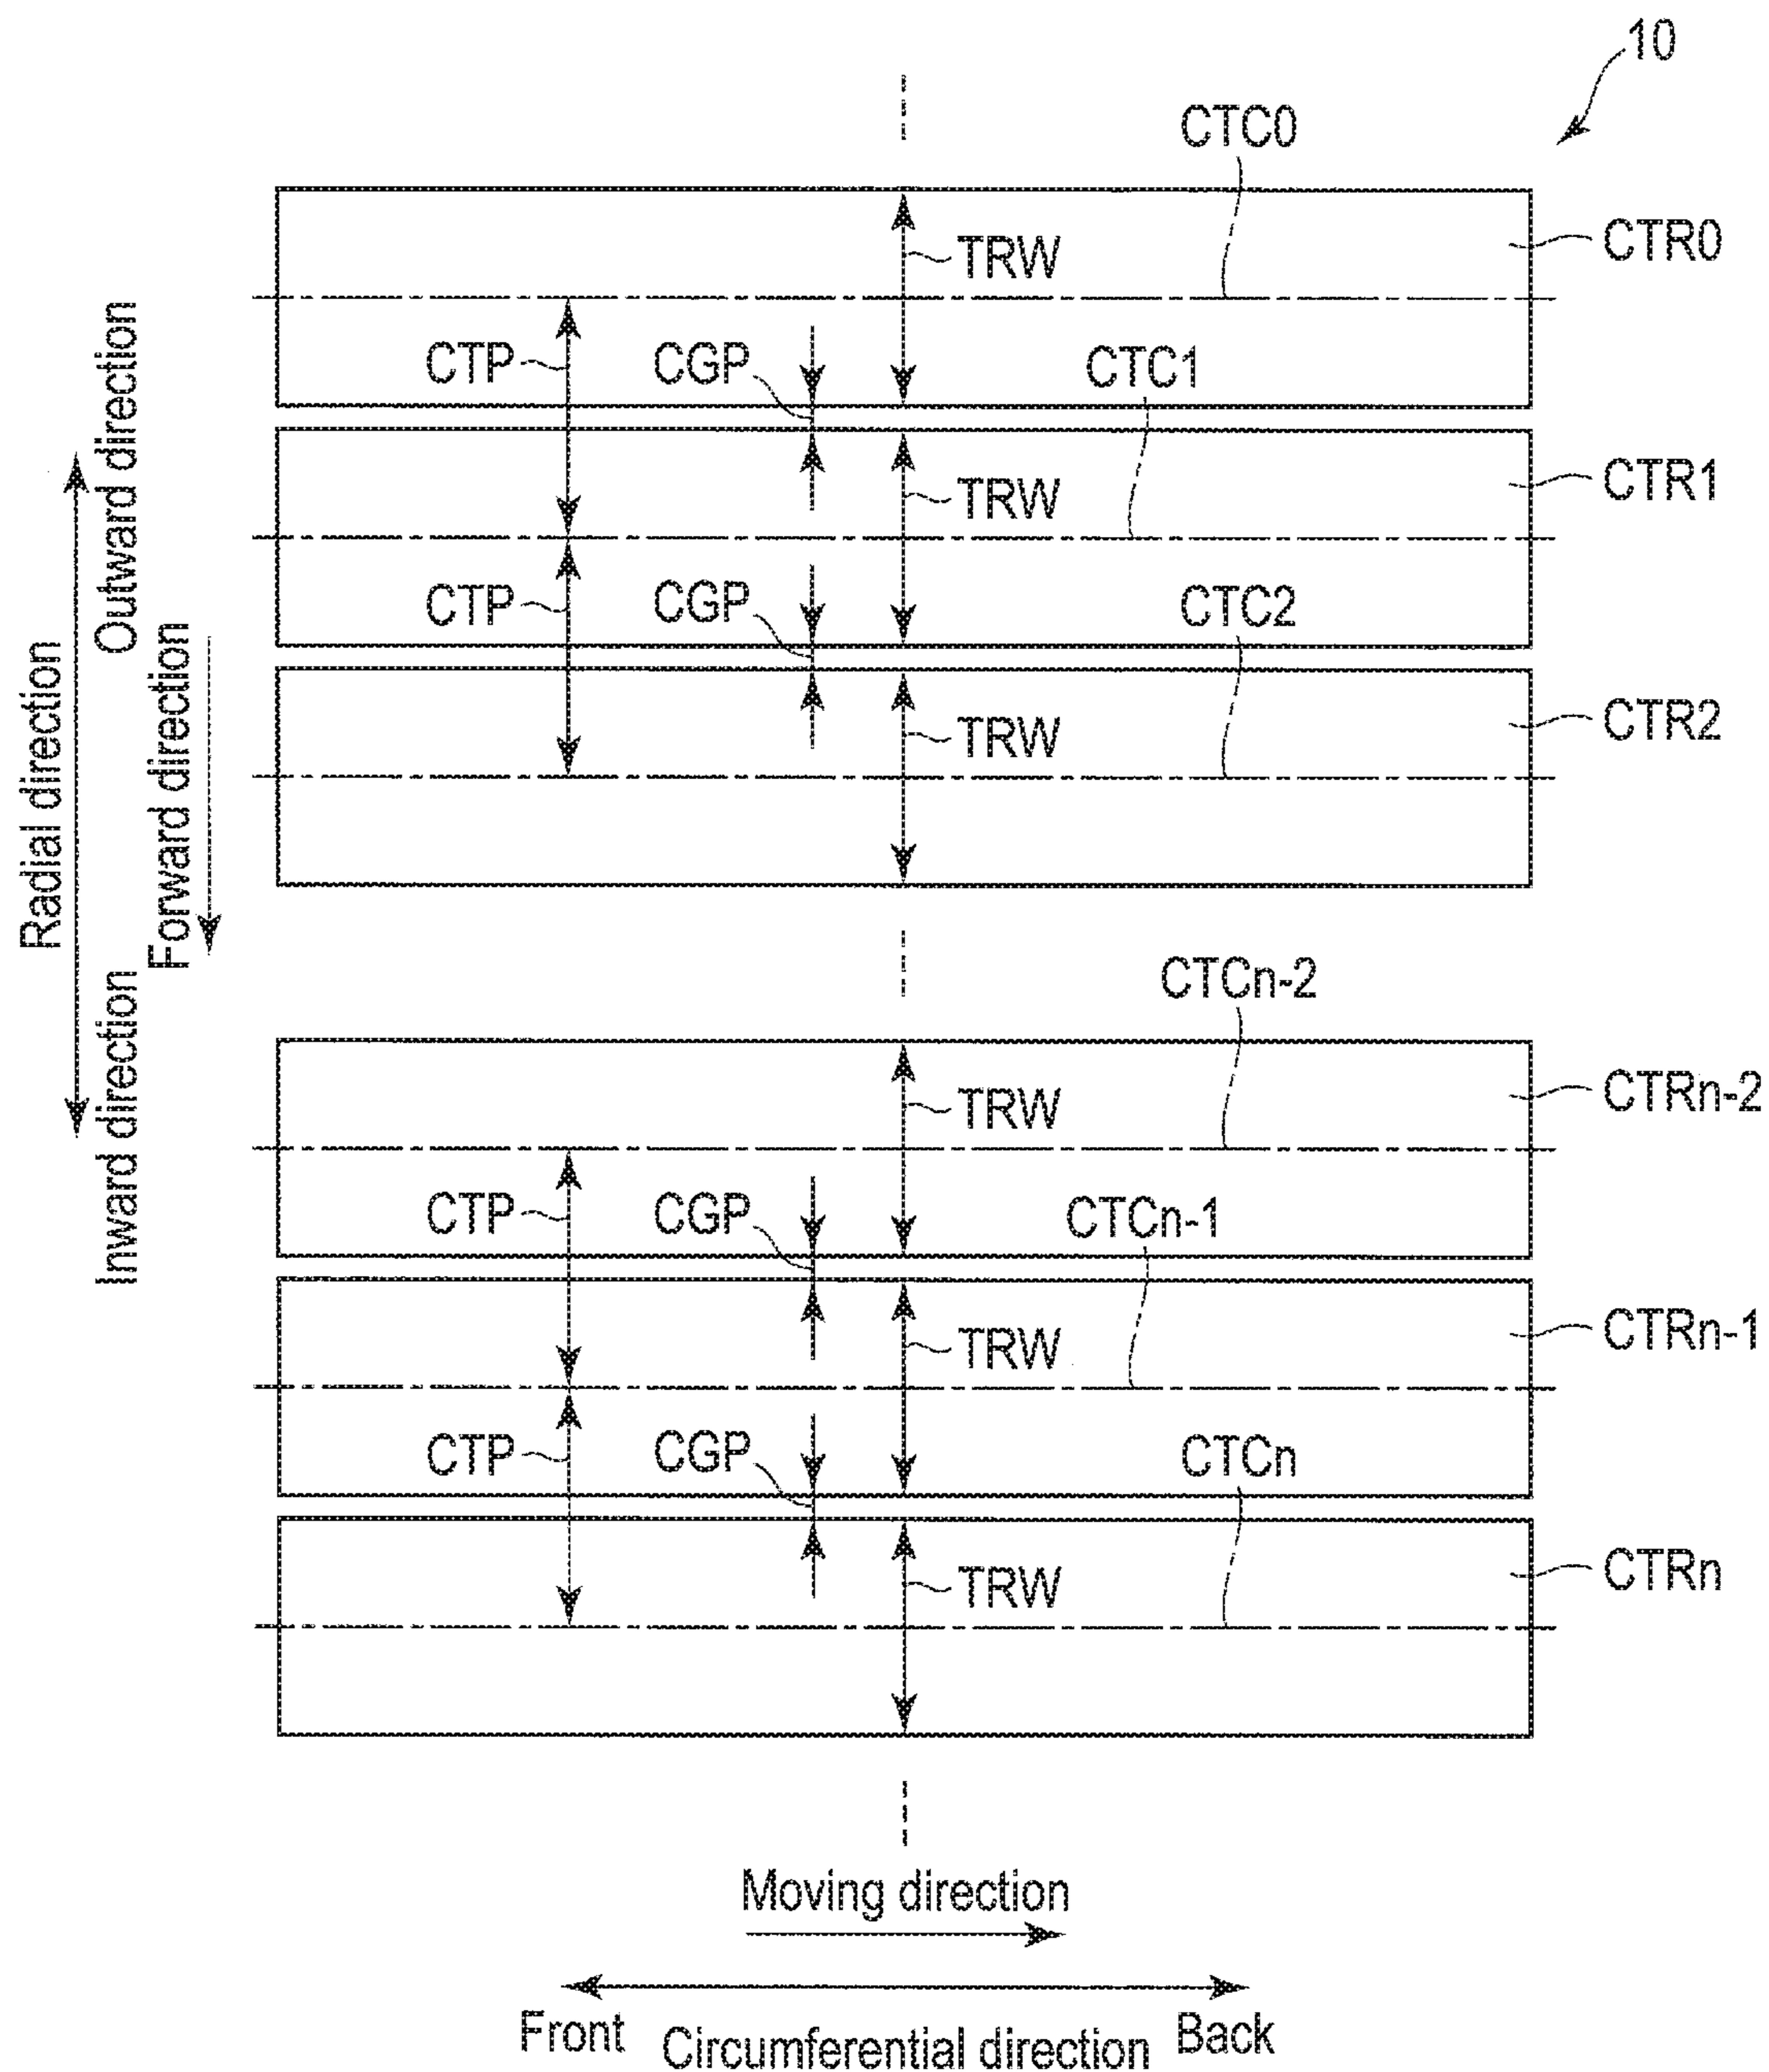 10
CTC0
CTR0
TRW
CTP
CGP
CTC1
CTR1
TRW
CTP
CGP
CTC2
CTR2
TRW
Radial direction
Outward direction
Inward direction
Forward direction
CTCn-2
CTRn-2
TRW
CTP
CGP
CTCn-1
CTRn-1
TRW
CTP
CGP
CTCn
CTRn
TRW
Moving direction
Front
Circumferential direction
Back